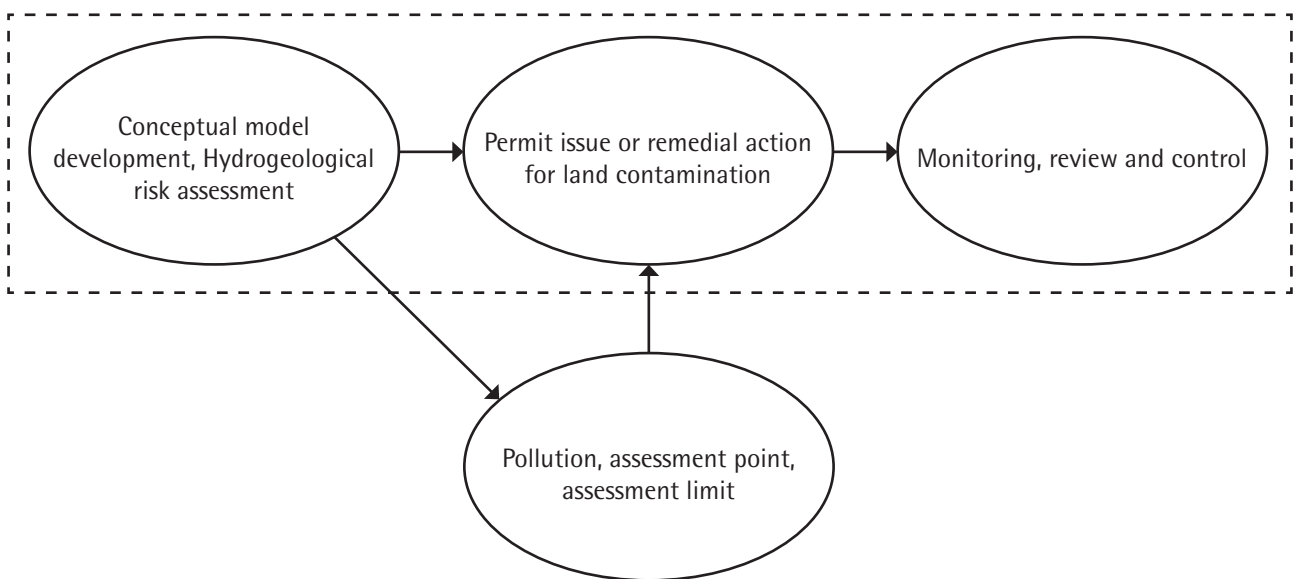 Conceptual model
development, Hydrogeological
risk assessment
Permit issue or remedial action
for land contamination
Monitoring, review and control
Pollution, assessment point,
assessment limit